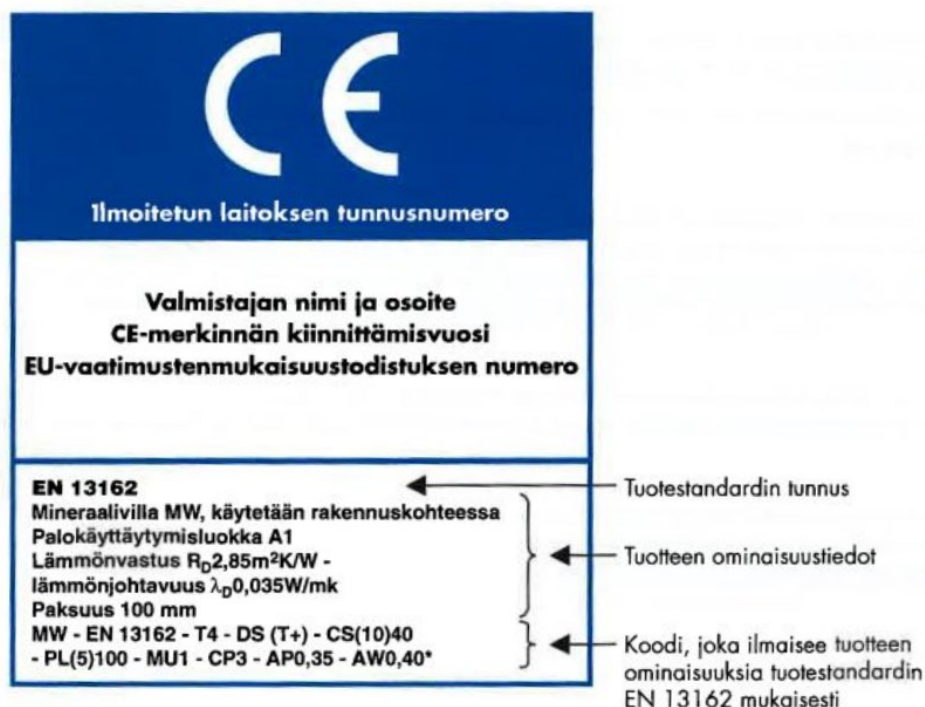 CE
Ilmoitetun laitoksen tunnusnumero
Valmistajan nimi ja osoite
CE-merkinnän kiinnittämisvuosi
EU-vaatimustenmukaisuustodistuksen numero
EN 13162
Mineraalivilla MW, käytetään rakennuskohteessa
Palokäyttäytymisluokka A1
Lämmönvastus R_D2,85m²K/W -
lämmönjohtavuus λ_D0,035W/mk
Paksuus 100 mm
MW - EN 13162 - T4 - DS (T+) - CS(10)40
- PL(5)100 - MU1 - CP3 - AP0,35 - AW0,40*
Tuotestandardin tunnus
Tuotteen ominaisuustiedot
Koodi, joka ilmaisee tuotteen
ominaisuuksia tuotestandardin
EN 13162 mukaisesti